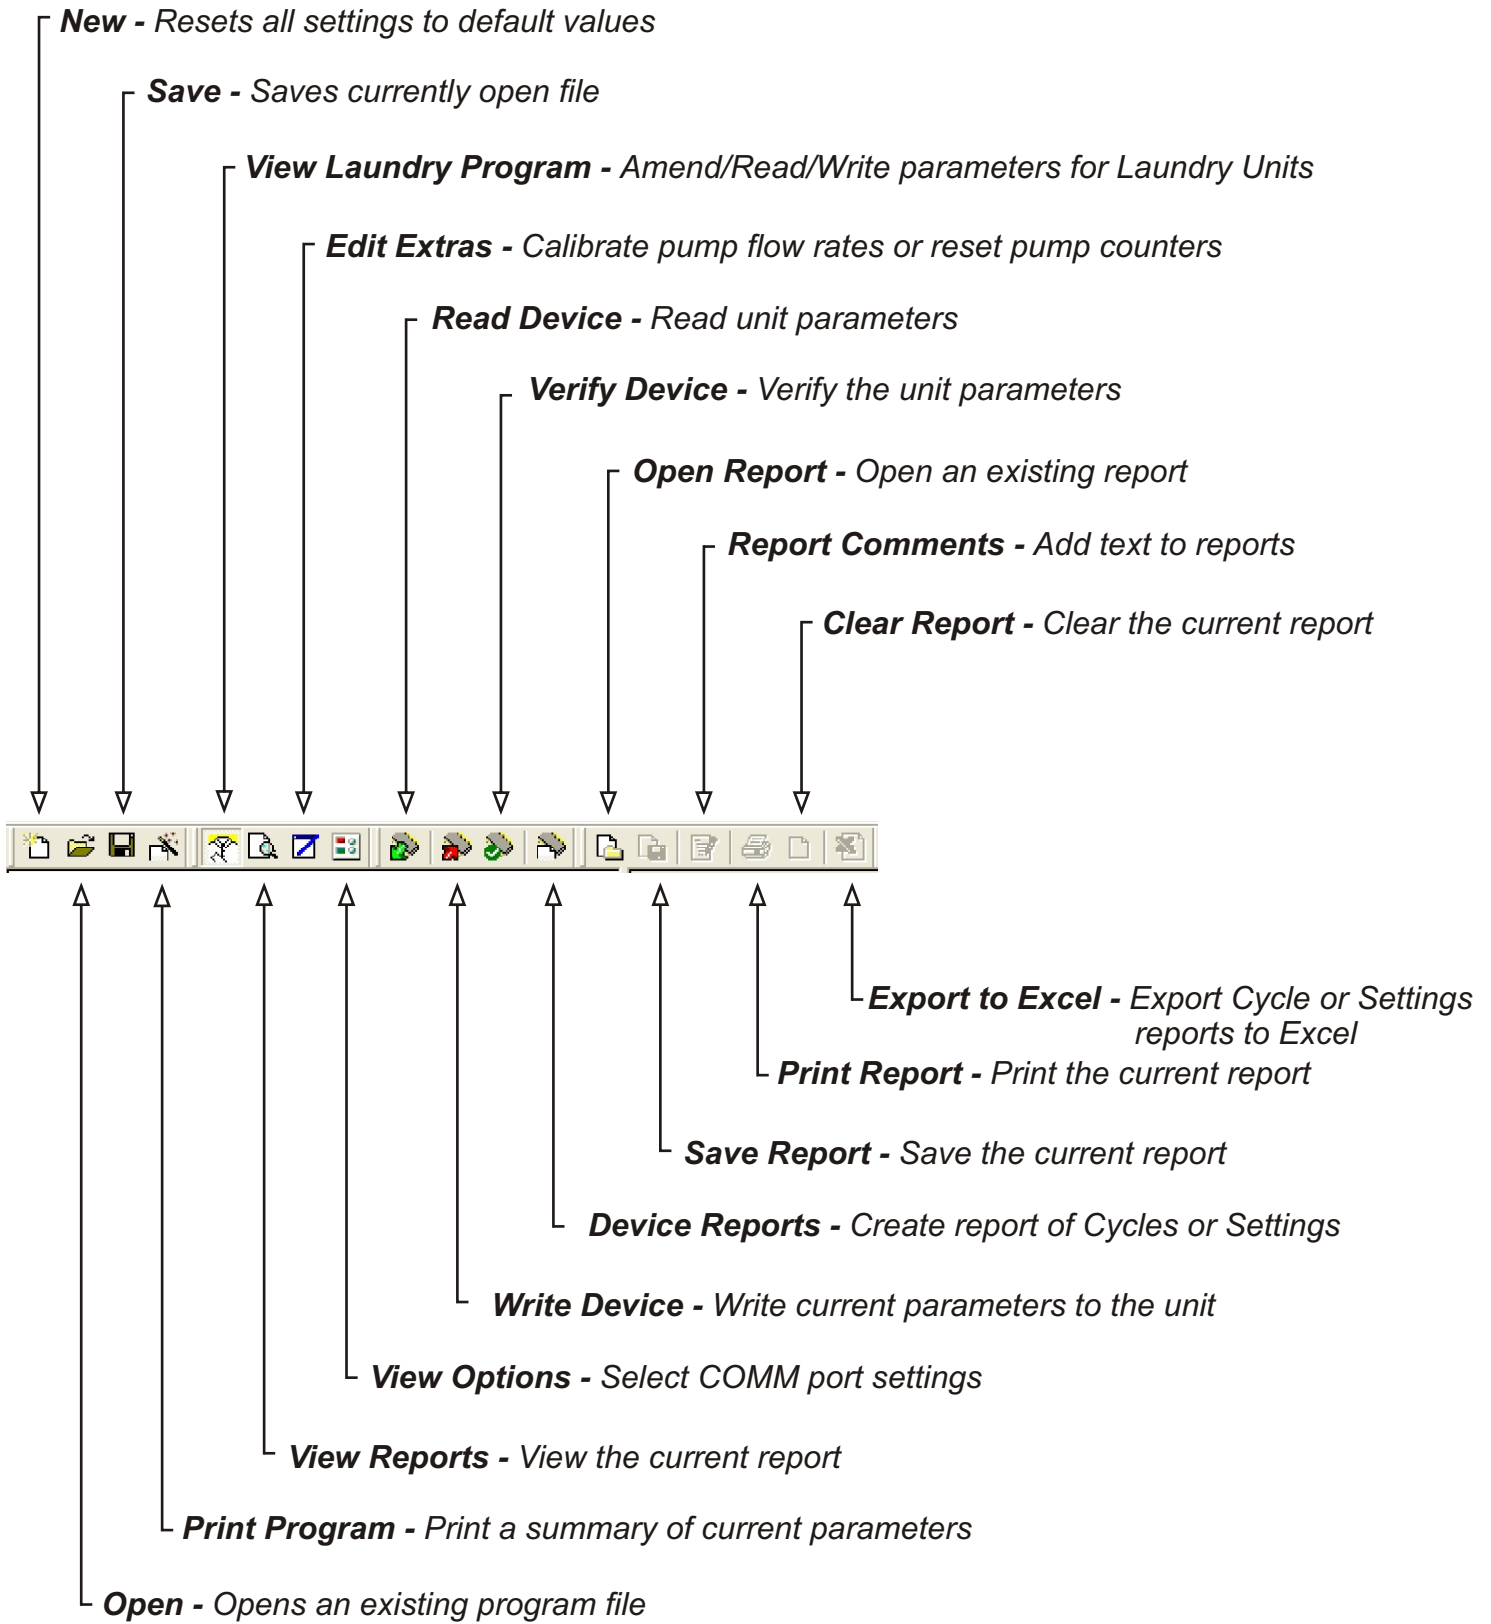 New - Resets all settings to default values
Save - Saves currently open file
View Laundry Program - Amend/Read/Write parameters for Laundry Units
Edit Extras - Calibrate pump flow rates or reset pump counters
Read Device - Read unit parameters
Verify Device - Verify the unit parameters
Open Report - Open an existing report
Report Comments - Add text to reports
Clear Report - Clear the current report
Export to Excel - Export Cycle or Settings
reports to Excel
Print Report - Print the current report
Save Report - Save the current report
Device Reports - Create report of Cycles or Settings
Write Device - Write current parameters to the unit
View Options - Select COMM port settings
View Reports - View the current report
Print Program - Print a summary of current parameters
Open - Opens an existing program file